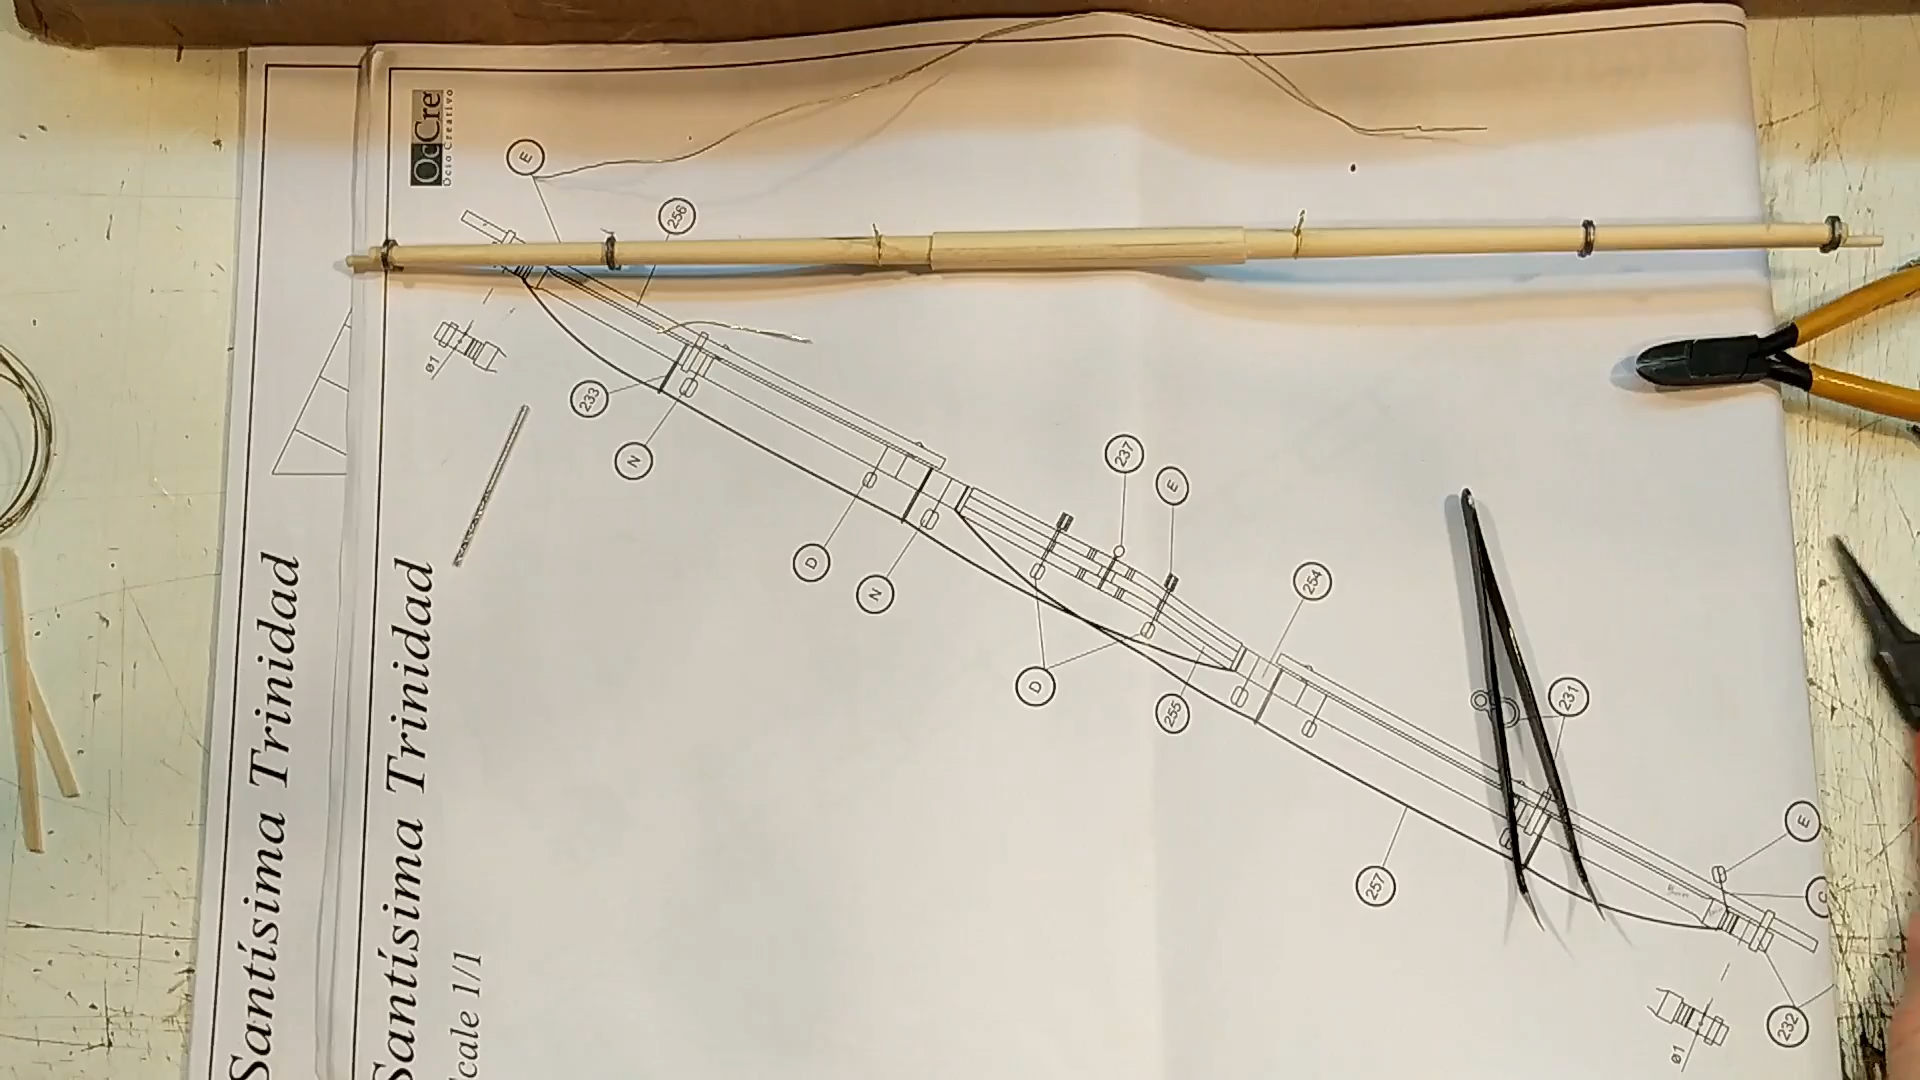 OcCre
Ocio Creativo
Santísima Trinidad
Santísima Trinidad
Scale 1/1
E
256
ø1
233
N
D
N
237
E
254
D
255
231
257
E
C
232
ø1